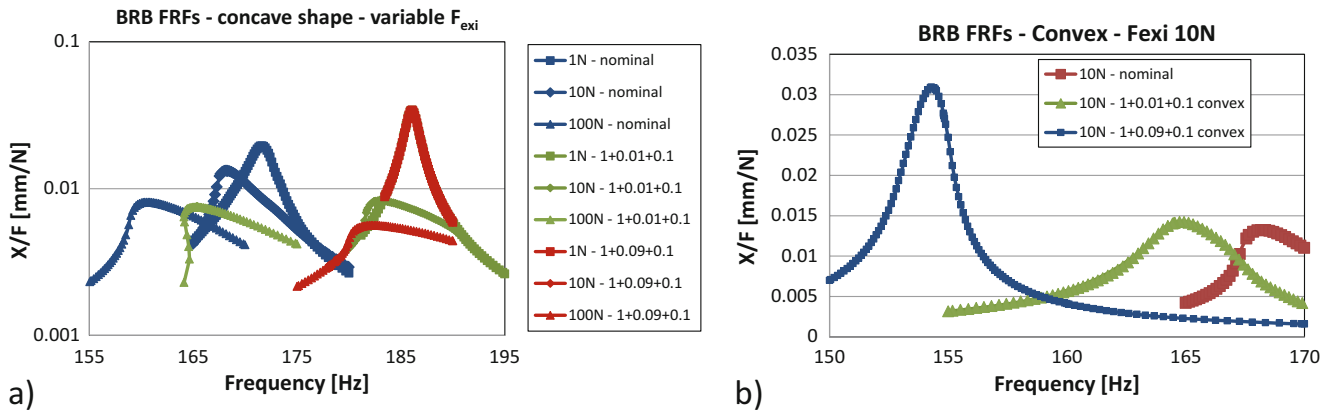 BRB FRFs - concave shape - variable Fexi
0.1
0.01
0.001
X/F [mm/N]
155 165 175 185 195
Frequency [Hz]
1N - nominal
10N - nominal
100N - nominal
1N - 1+0.01+0.1
10N - 1+0.01+0.1
100N - 1+0.01+0.1
1N - 1+0.09+0.1
10N - 1+0.09+0.1
100N - 1+0.09+0.1
a)
BRB FRFs - Convex - Fexi 10N
0.035
0.03
0.025
0.02
0.015
0.01
0.005
0
X/F [mm/N]
150 155 160 165 170
Frequency [Hz]
10N - nominal
10N - 1+0.01+0.1 convex
10N - 1+0.09+0.1 convex
b)